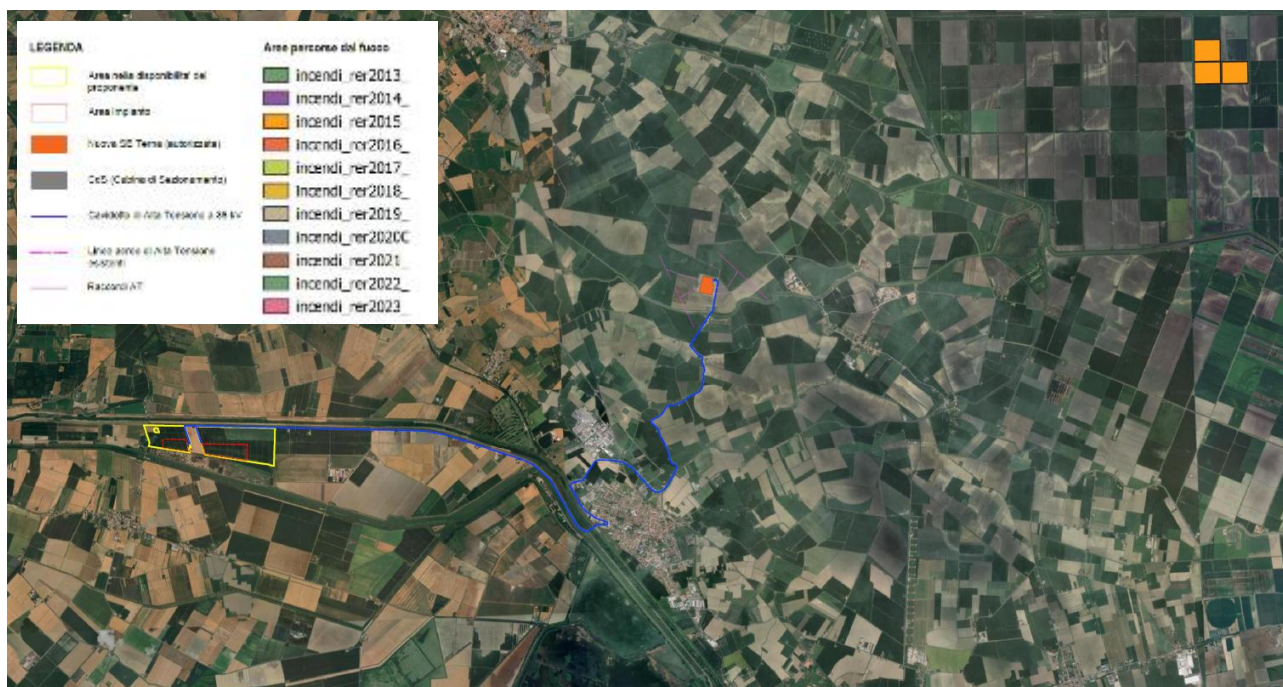 LEGENDA
Area nella disponibilita' del
proponente
Area Impianto
Nuova SE Terna (autorizzata)
CdS (Cabina di Sezionamento)
Cavidotto di Alta Tensione a 36 kV
Linee aeree di Alta Tensione
esistenti
Raccordi AT
Aree percorse dal fuoco
incendi_rer2013_
incendi_rer2014_
incendi_rer2015
incendi_rer2016_
incendi_rer2017_
incendi_rer2018_
incendi_rer2019_
incendi_rer2020C
incendi_rer2021_
incendi_rer2022_
incendi_rer2023_